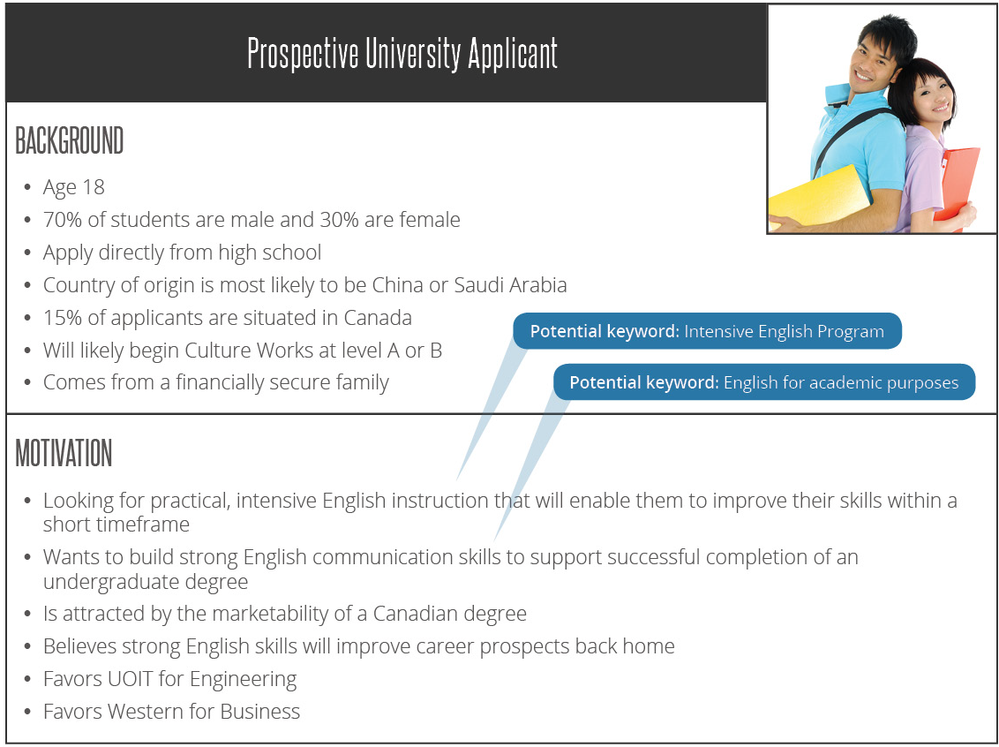 Prospective University Applicant
BACKGROUND
• Age 18
• 70% of students are male and 30% are female
• Apply directly from high school
• Country of origin is most likely to be China or Saudi Arabia
• 15% of applicants are situated in Canada
• Will likely begin Culture Works at level A or B
• Comes from a financially secure family
Potential keyword: Intensive English Program
Potential keyword: English for academic purposes
MOTIVATION
• Looking for practical, intensive English instruction that will enable them to improve their skills within a
short timeframe
• Wants to build strong English communication skills to support successful completion of an
undergraduate degree
• Is attracted by the marketability of a Canadian degree
• Believes strong English skills will improve career prospects back home
• Favors UOIT for Engineering
• Favors Western for Business